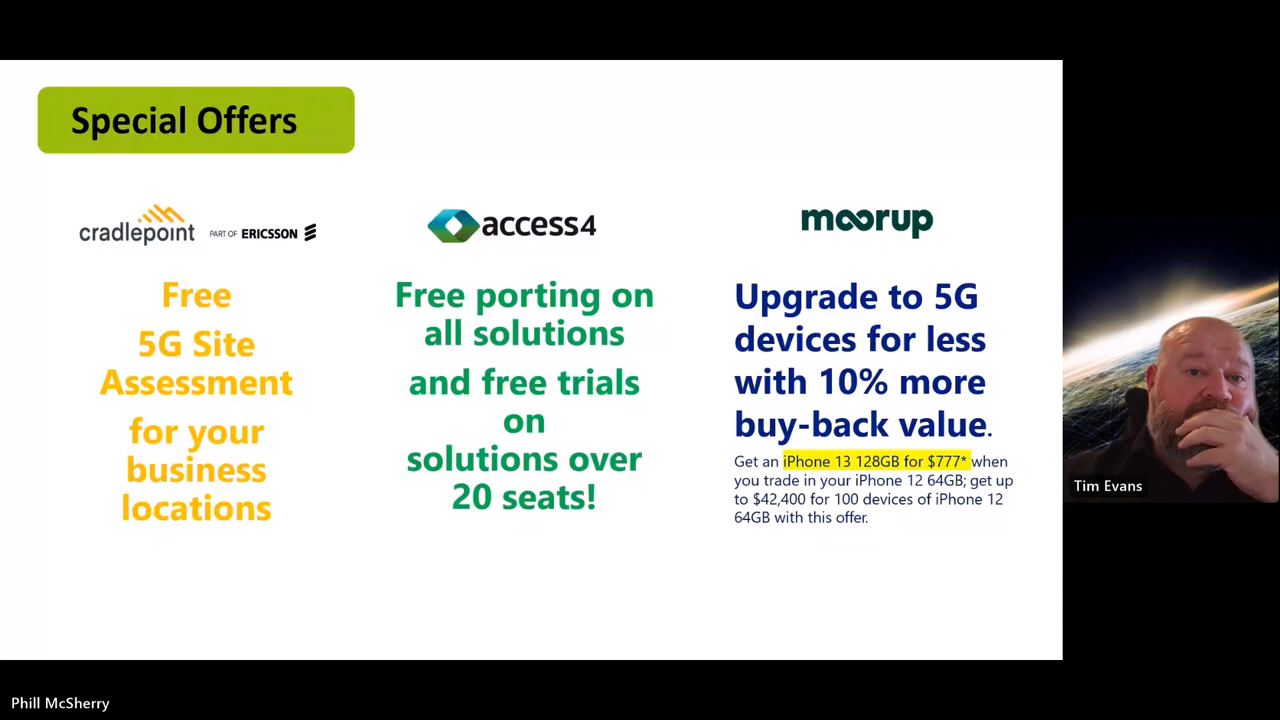 Special Offers
cradlepoint PART OF ERICSSON
Free
5G Site
Assessment
for your
business
locations
access4
Free porting on
all solutions
and free trials
on
solutions over
20 seats!
moorup
Upgrade to 5G
devices for less
with 10% more
buy-back value.
Get an iPhone 13 128GB for $777* when
you trade in your iPhone 12 64GB; get up
to $42,400 for 100 devices of iPhone 12
64GB with this offer.
Tim Evans
Phill McSherry